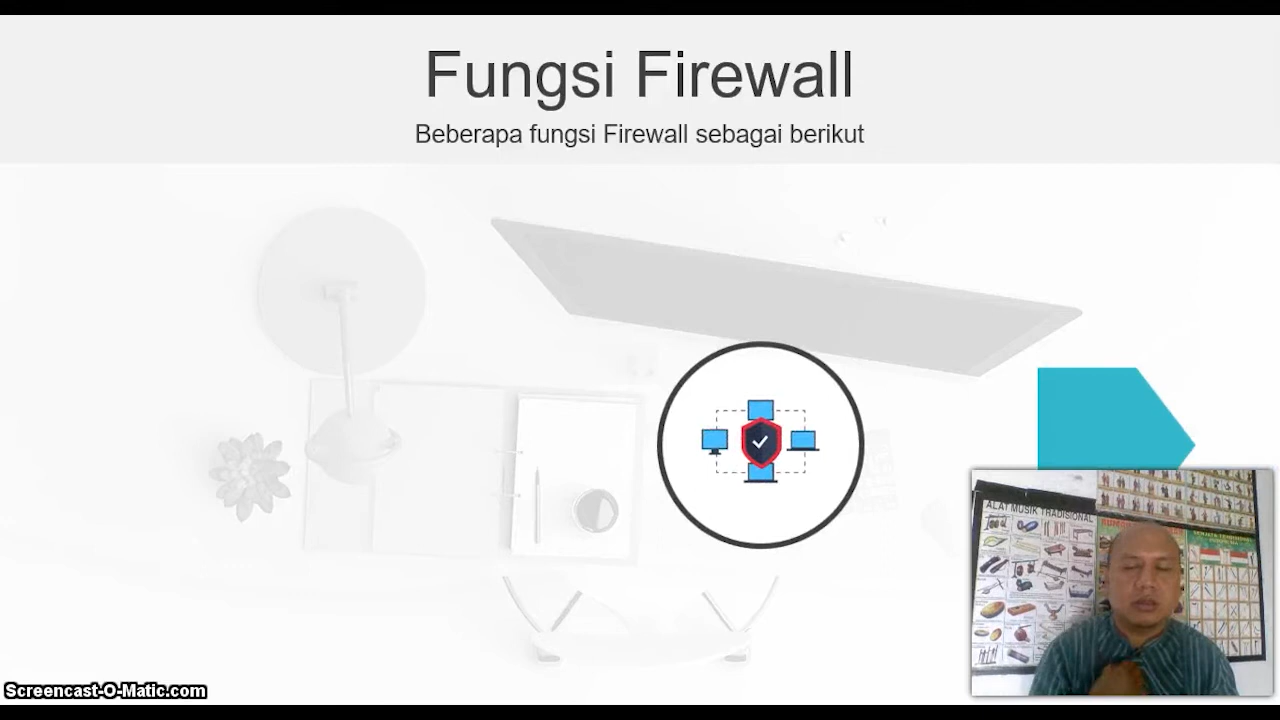 Fungsi Firewall
Beberapa fungsi Firewall sebagai berikut
ALAT MUSIK TRADISIONAL
Screencast-O-Matic.com